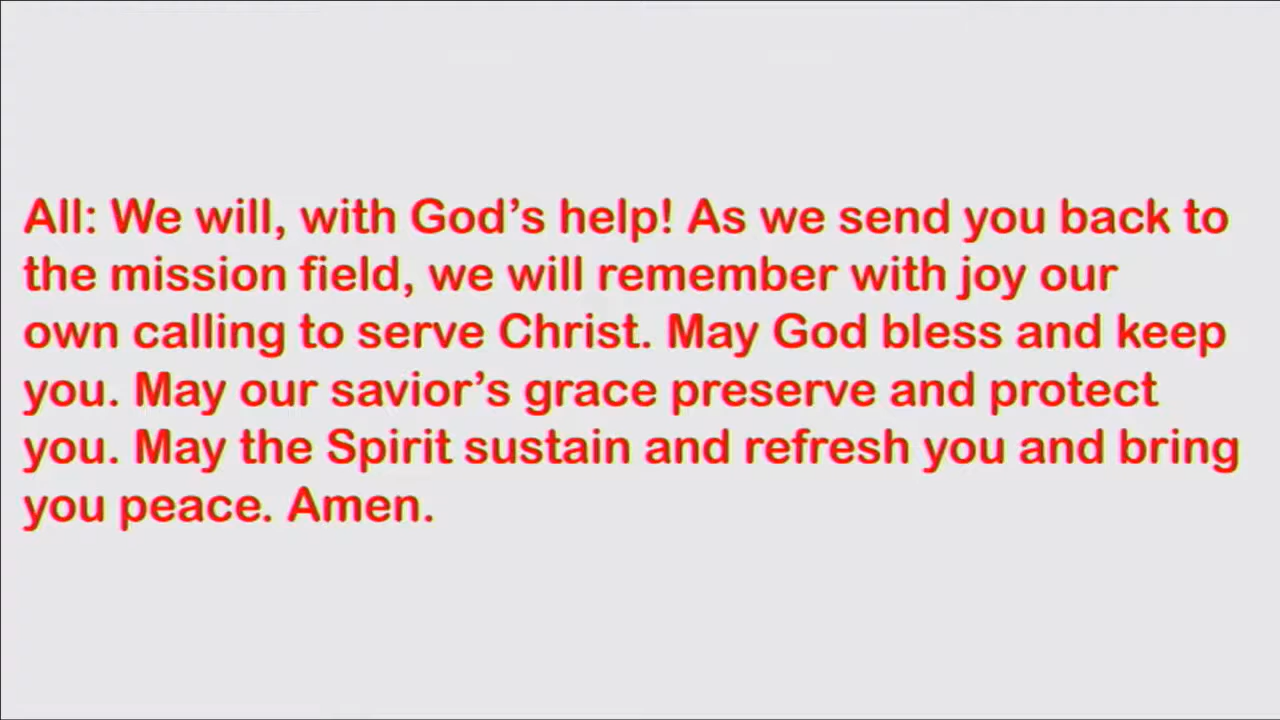 All: We will, with God’s help! As we send you back to
the mission field, we will remember with joy our
own calling to serve Christ. May God bless and keep
you. May our savior’s grace preserve and protect
you. May the Spirit sustain and refresh you and bring
you peace. Amen.